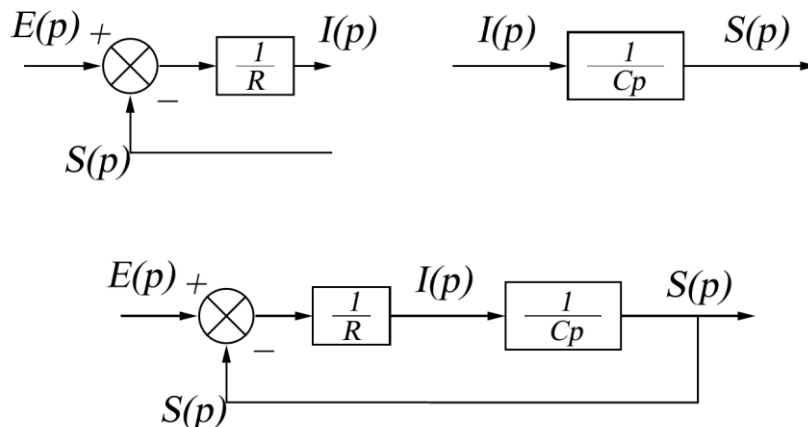 E(p) + I(p) I(p) S(p)
1 1
R Cp
−
S(p)
E(p) + I(p) S(p)
1 1
R Cp
−
S(p)